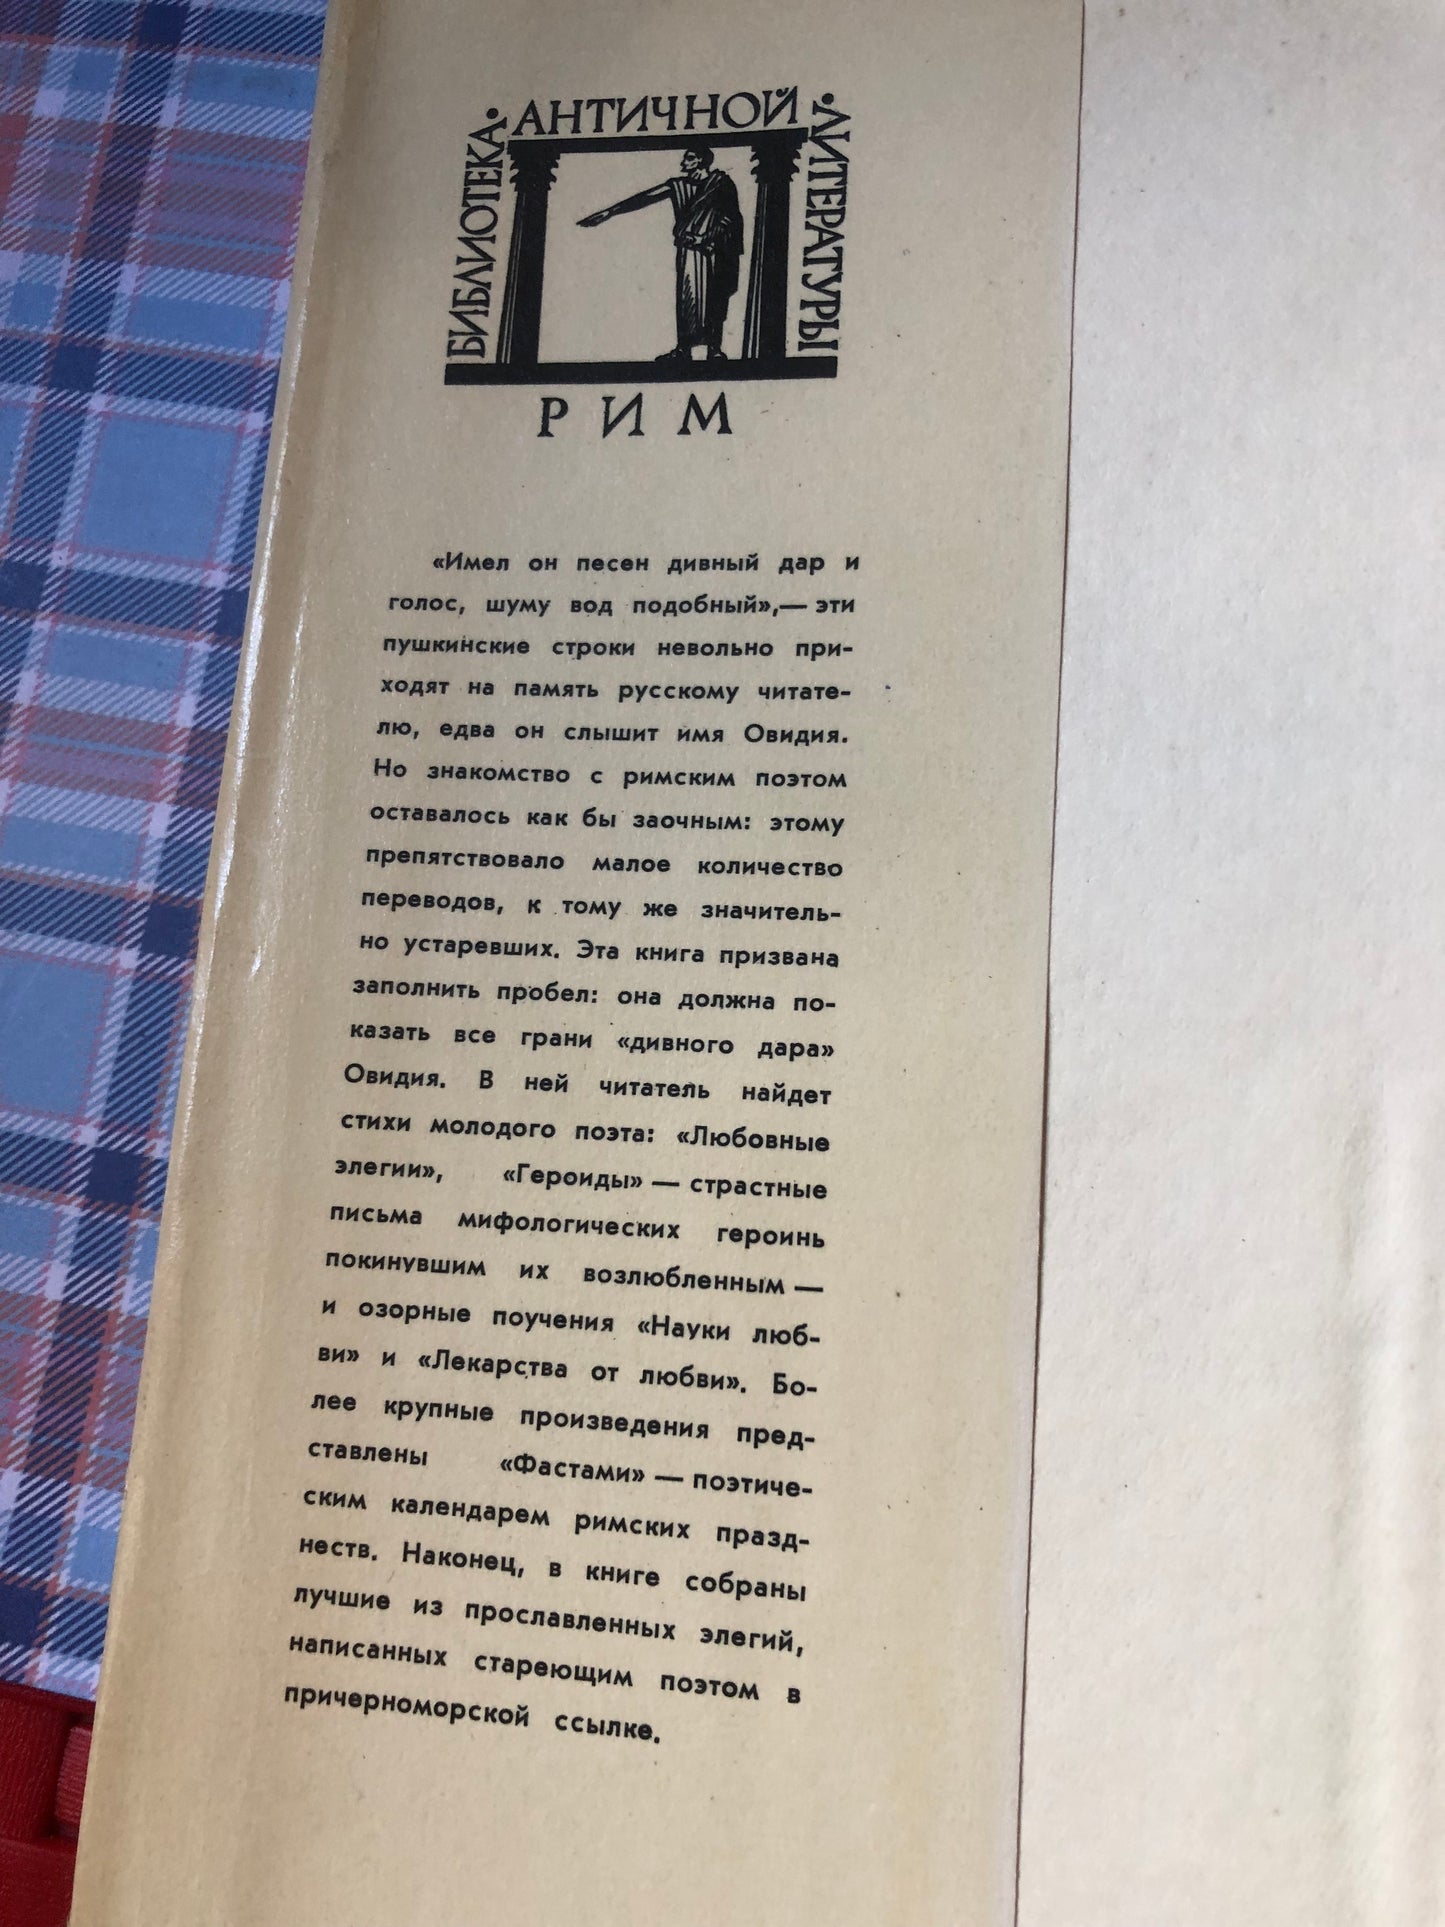 БИБЛИОТЕКА · АНТИЧНОЙ · ЛИТЕРАТУРЫ
РИМ
«Имел он песен дивный дар и
голос, шуму вод подобный»,— эти
пушкинские строки невольно при-
ходят на память русскому читате-
лю, едва он слышит имя Овидия.
Но знакомство с римским поэтом
оставалось как бы заочным: этому
препятствовало малое количество
переводов, к тому же значитель-
но устаревших. Эта книга призвана
заполнить пробел: она должна по-
казать все грани «дивного дара»
Овидия. В ней читатель найдет
стихи молодого поэта: «Любовные
элегии», «Героиды» — страстные
письма мифологических героинь
покинувшим их возлюбленным —
и озорные поучения «Науки люб-
ви» и «Лекарства от любви». Бо-
лее крупные произведения пред-
ставлены «Фастами» — поэтиче-
ским календарем римских празд-
неств. Наконец, в книге собраны
лучшие из прославленных элегий,
написанных стареющим поэтом в
причерноморской ссылке.